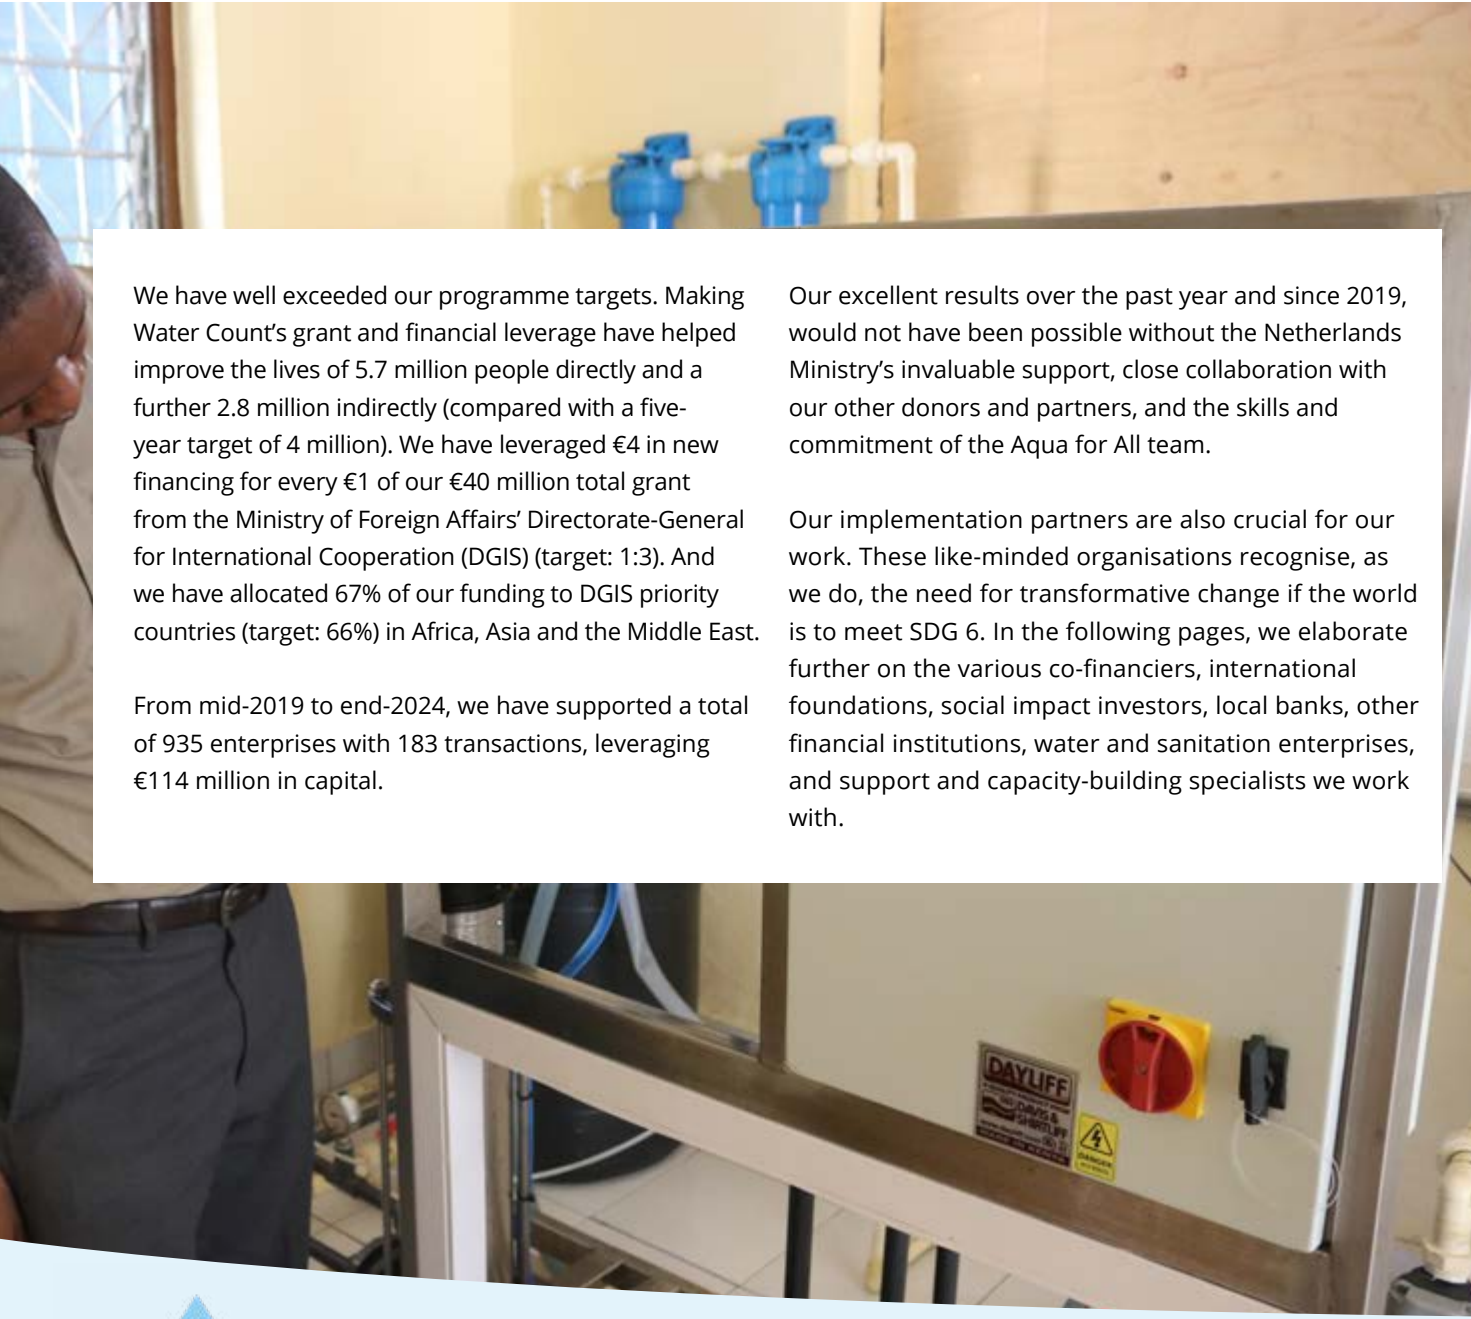 We have well exceeded our programme targets. Making
Water Count's grant and financial leverage have helped
improve the lives of 5.7 million people directly and a
further 2.8 million indirectly (compared with a five-
year target of 4 million). We have leveraged €4 in new
financing for every €1 of our €40 million total grant
from the Ministry of Foreign Affairs' Directorate-General
for International Cooperation (DGIS) (target: 1:3). And
we have allocated 67% of our funding to DGIS priority
countries (target: 66%) in Africa, Asia and the Middle East.
From mid-2019 to end-2024, we have supported a total
of 935 enterprises with 183 transactions, leveraging
€114 million in capital.
Our excellent results over the past year and since 2019,
would not have been possible without the Netherlands
Ministry's invaluable support, close collaboration with
our other donors and partners, and the skills and
commitment of the Aqua for All team.
Our implementation partners are also crucial for our
work. These like-minded organisations recognise, as
we do, the need for transformative change if the world
is to meet SDG 6. In the following pages, we elaborate
further on the various co-financiers, international
foundations, social impact investors, local banks, other
financial institutions, water and sanitation enterprises,
and support and capacity-building specialists we work
with.
DAYLIFF
DAVIS &
SHIRTLIFF
DANGER